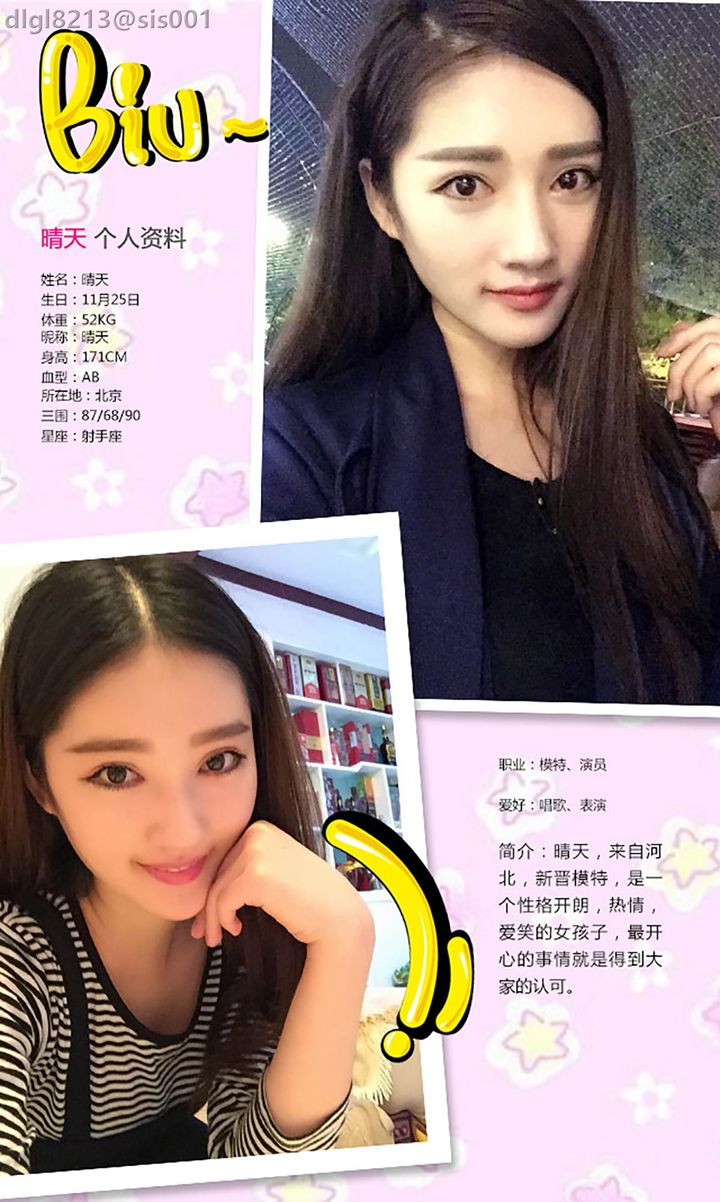 dlgl8213@sis001
Biu~
晴天 个人资料
姓名：晴天
生日：11月25日
体重：52KG
昵称：晴天
身高：171CM
血型：AB
所在地：北京
三围：87/68/90
星座：射手座
职业：模特、演员
爱好：唱歌、表演
简介：晴天，来自河
北，新晋模特，是一
个性格开朗，热情，
爱笑的女孩子，最开
心的事情就是得到大
家的认可。